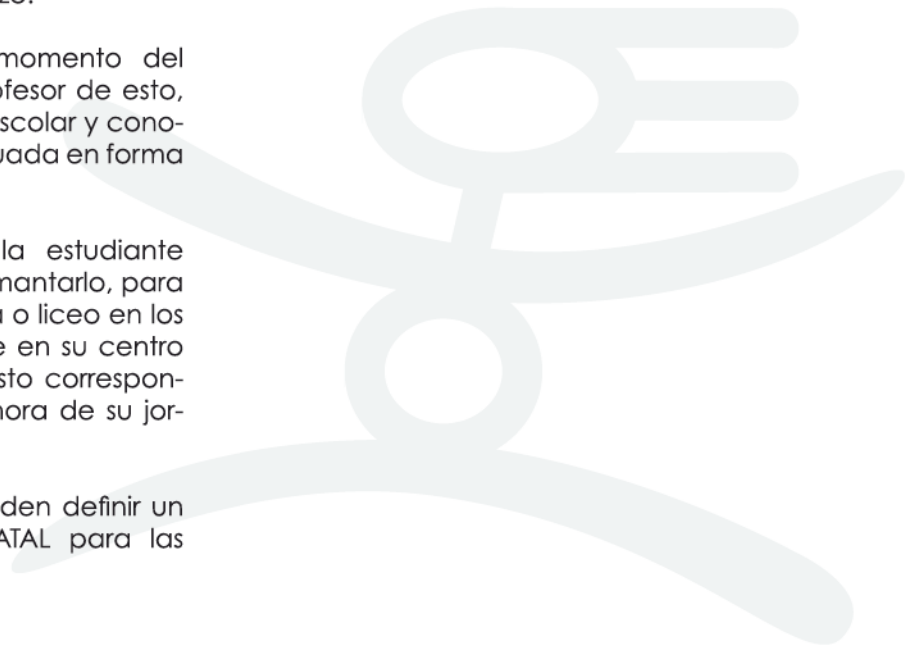 momento del
ofesor de esto,
scolar y cono-
uada en forma
la estudiante
mantarlo, para
a o liceo en los
e en su centro
sto correspon-
hora de su jor-
den definir un
ATAL para las